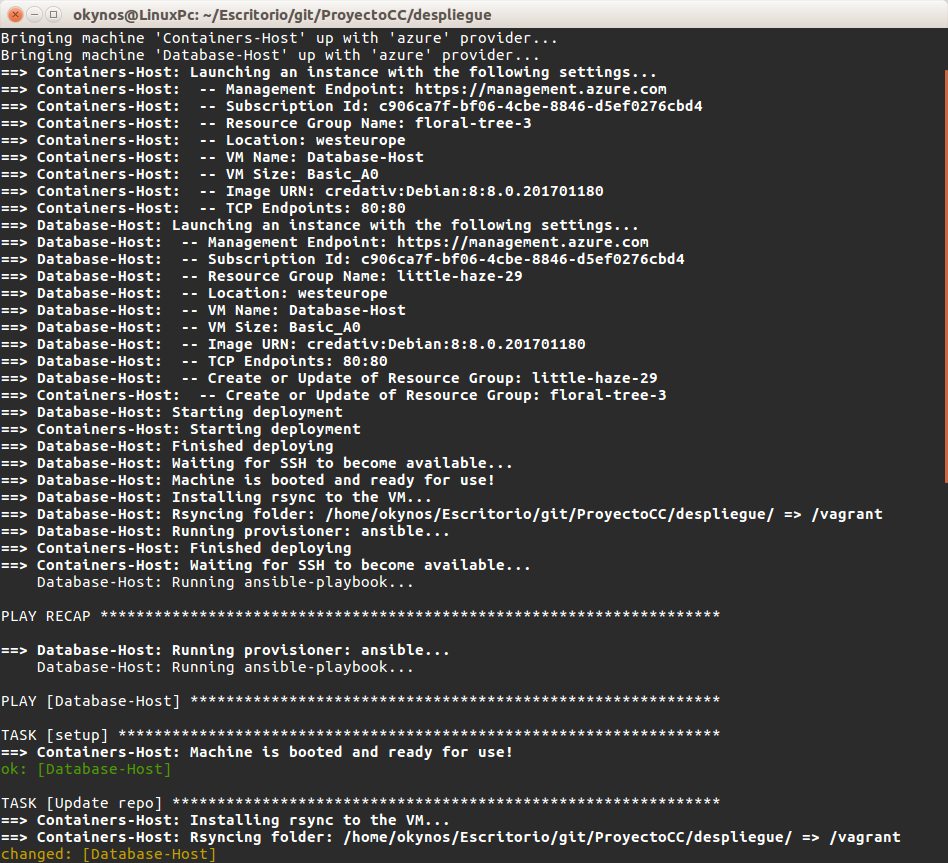 okynos@LinuxPc: ~/Escritorio/git/ProyectoCC/despliegue
Bringing machine 'Containers-Host' up with 'azure' provider...
Bringing machine 'Database-Host' up with 'azure' provider...
==> Containers-Host: Launching an instance with the following settings...
==> Containers-Host:  -- Management Endpoint: https://management.azure.com
==> Containers-Host:  -- Subscription Id: c906ca7f-bf06-4cbe-8846-d5ef0276cbd4
==> Containers-Host:  -- Resource Group Name: floral-tree-3
==> Containers-Host:  -- Location: westeurope
==> Containers-Host:  -- VM Name: Database-Host
==> Containers-Host:  -- VM Size: Basic_A0
==> Containers-Host:  -- Image URN: credativ:Debian:8:8.0.201701180
==> Containers-Host:  -- TCP Endpoints: 80:80
==> Database-Host: Launching an instance with the following settings...
==> Database-Host:  -- Management Endpoint: https://management.azure.com
==> Database-Host:  -- Subscription Id: c906ca7f-bf06-4cbe-8846-d5ef0276cbd4
==> Database-Host:  -- Resource Group Name: little-haze-29
==> Database-Host:  -- Location: westeurope
==> Database-Host:  -- VM Name: Database-Host
==> Database-Host:  -- VM Size: Basic_A0
==> Database-Host:  -- Image URN: credativ:Debian:8:8.0.201701180
==> Database-Host:  -- TCP Endpoints: 80:80
==> Database-Host:  -- Create or Update of Resource Group: little-haze-29
==> Containers-Host:  -- Create or Update of Resource Group: floral-tree-3
==> Database-Host: Starting deployment
==> Containers-Host: Starting deployment
==> Database-Host: Finished deploying
==> Database-Host: Waiting for SSH to become available...
==> Database-Host: Machine is booted and ready for use!
==> Database-Host: Installing rsync to the VM...
==> Database-Host: Rsyncing folder: /home/okynos/Escritorio/git/ProyectoCC/despliegue/ => /vagrant
==> Database-Host: Running provisioner: ansible...
==> Containers-Host: Finished deploying
==> Containers-Host: Waiting for SSH to become available...
    Database-Host: Running ansible-playbook...
PLAY RECAP *********************************************************************
==> Database-Host: Running provisioner: ansible...
    Database-Host: Running ansible-playbook...
PLAY [Database-Host] ***********************************************************
TASK [setup] *******************************************************************
==> Containers-Host: Machine is booted and ready for use!
ok: [Database-Host]
TASK [Update repo] *************************************************************
==> Containers-Host: Installing rsync to the VM...
==> Containers-Host: Rsyncing folder: /home/okynos/Escritorio/git/ProyectoCC/despliegue/ => /vagrant
changed: [Database-Host]